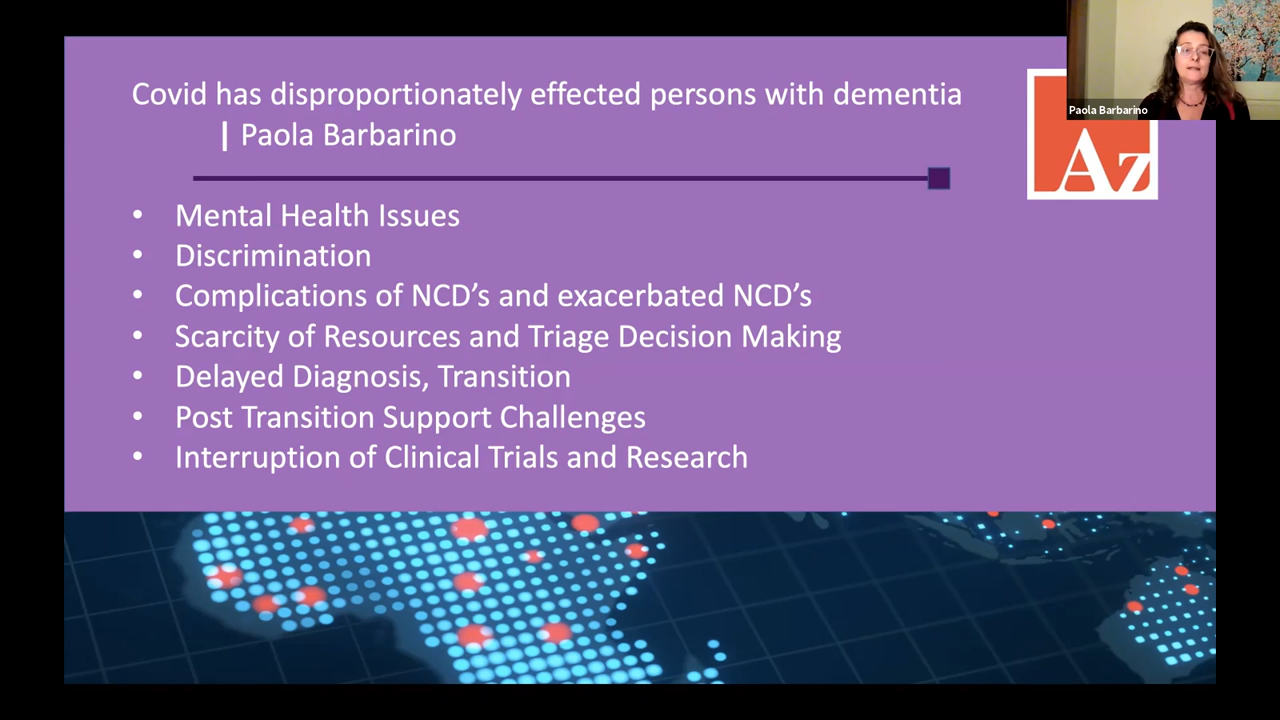 Covid has disproportionately effected persons with dementia
| Paola Barbarino
Paola Barbarino
Az
• Mental Health Issues
• Discrimination
• Complications of NCD’s and exacerbated NCD’s
• Scarcity of Resources and Triage Decision Making
• Delayed Diagnosis, Transition
• Post Transition Support Challenges
• Interruption of Clinical Trials and Research